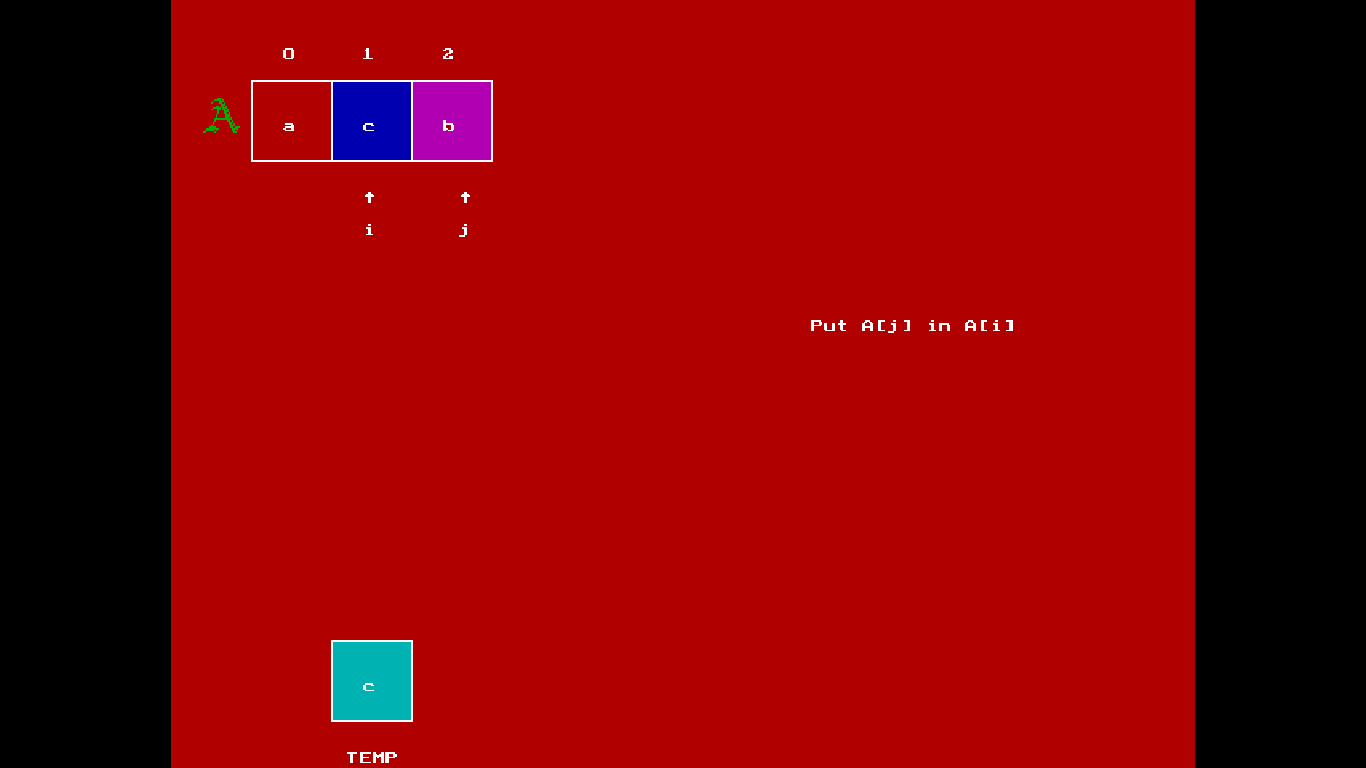 0 1 2
A a c b
↑ ↑
i j
Put A[j] in A[i]
c
TEMP